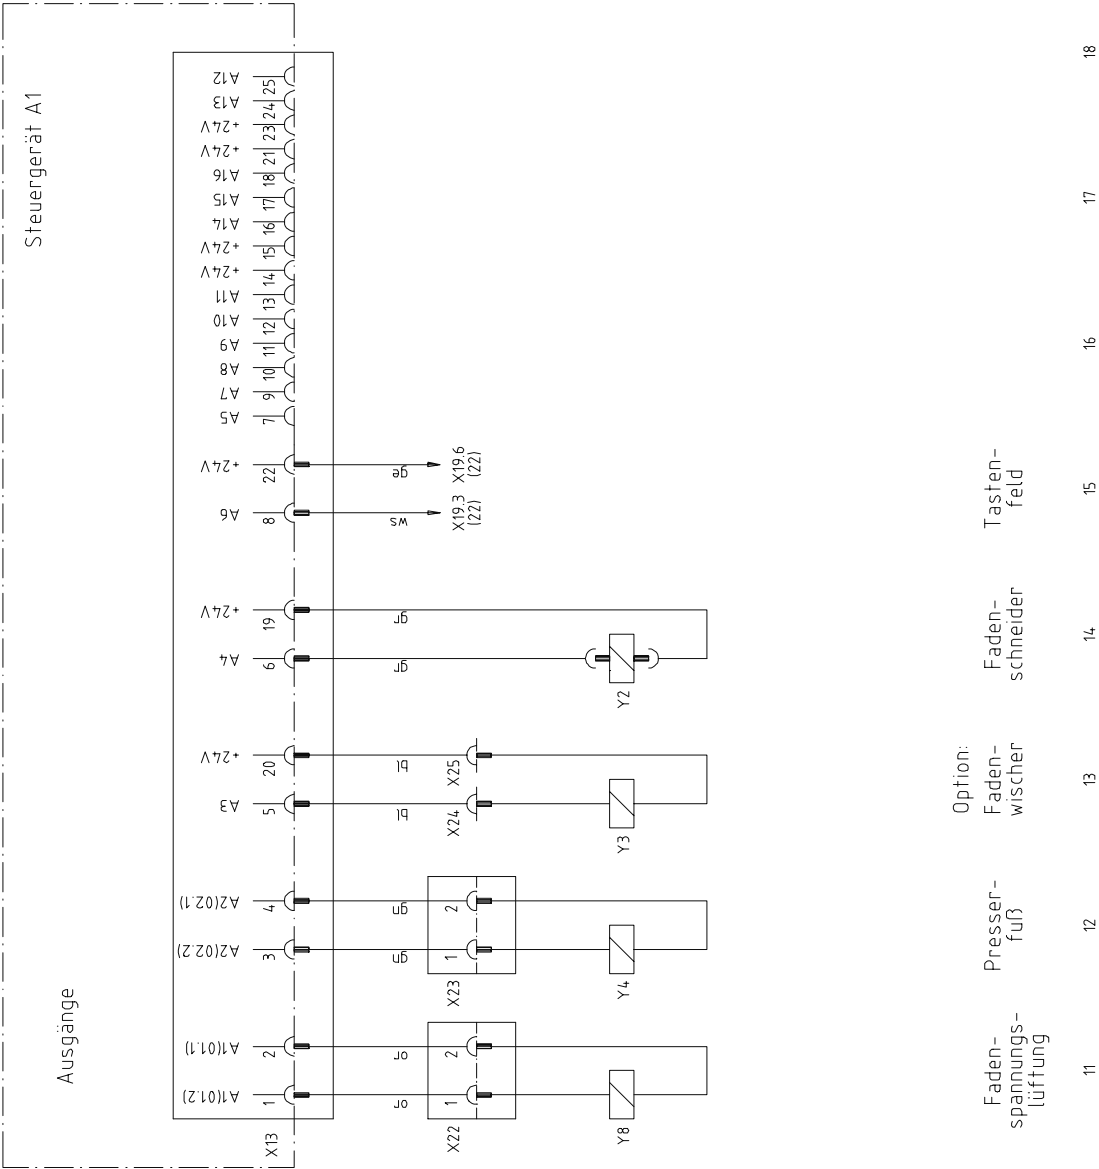 Steuergerät A1
Ausgänge
X13
A1(01.2)
1
or
X22
1
Y8
A1(01.1)
2
or
2
Faden-
spannungs-
lüftung
11
A2(02.2)
3
gn
X23
1
Y4
A2(02.1)
4
gn
2
Presser-
fuß
12
A3
5
bl
X24
Y3
+24V
20
bl
X25
Option:
Faden-
wischer
13
A4
6
gr
Y2
+24V
19
gr
Faden-
schneider
14
A6
8
ws
X19.3
(22)
+24V
22
ge
X19.6
(22)
Tasten-
feld
15
A5
7
A7
9
A8
10
A9
11
A10
12
A11
13
+24V
14
+24V
15
A14
16
A15
17
A16
18
+24V
21
+24V
23
A13
24
A12
25
16
17
18